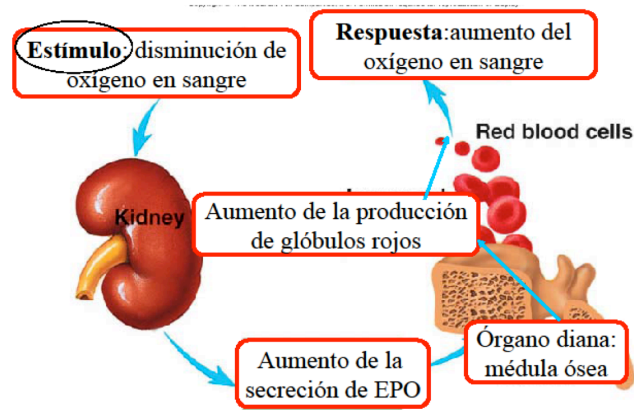 Estímulo: disminución de
oxígeno en sangre
Respuesta:aumento del
oxígeno en sangre
Red blood cells
Kidney
Aumento de la producción
de glóbulos rojos
Órgano diana:
médula ósea
Aumento de la
secreción de EPO